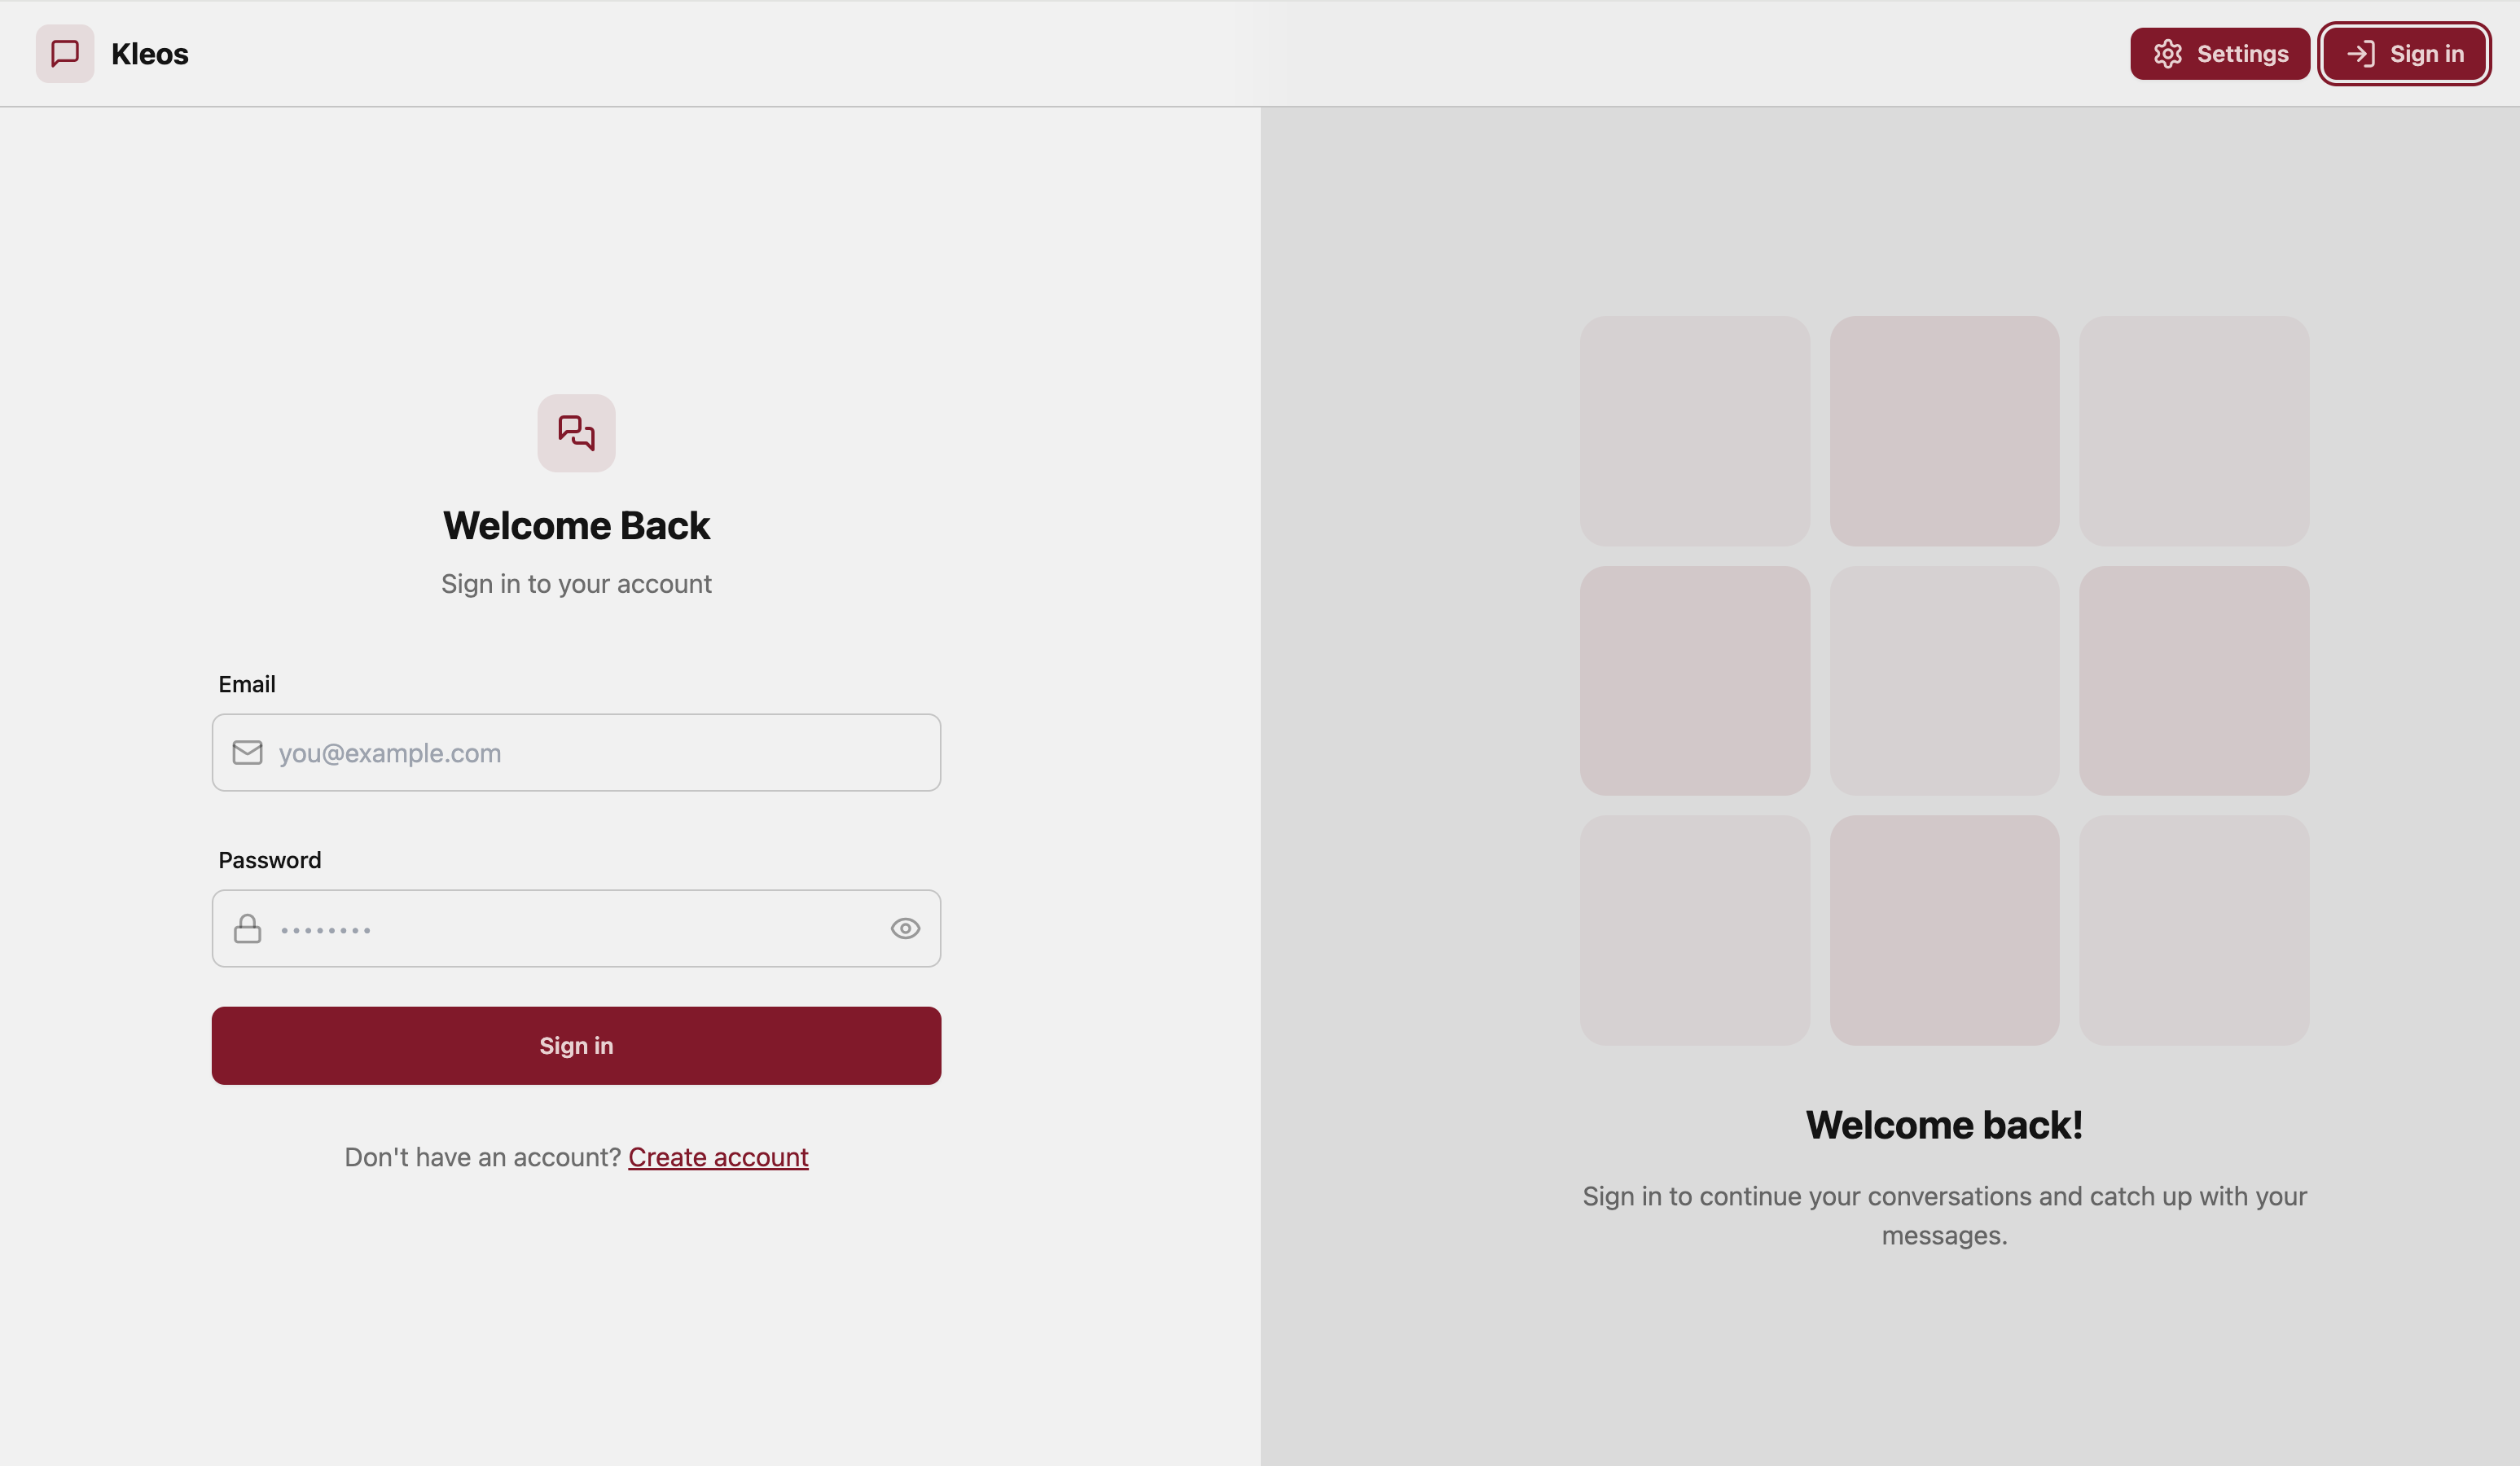 Kleos
Settings
Sign in
Welcome Back
Sign in to your account
Email
you@example.com
Password
••••••••
Sign in
Don't have an account? Create account
Welcome back!
Sign in to continue your conversations and catch up with your
messages.